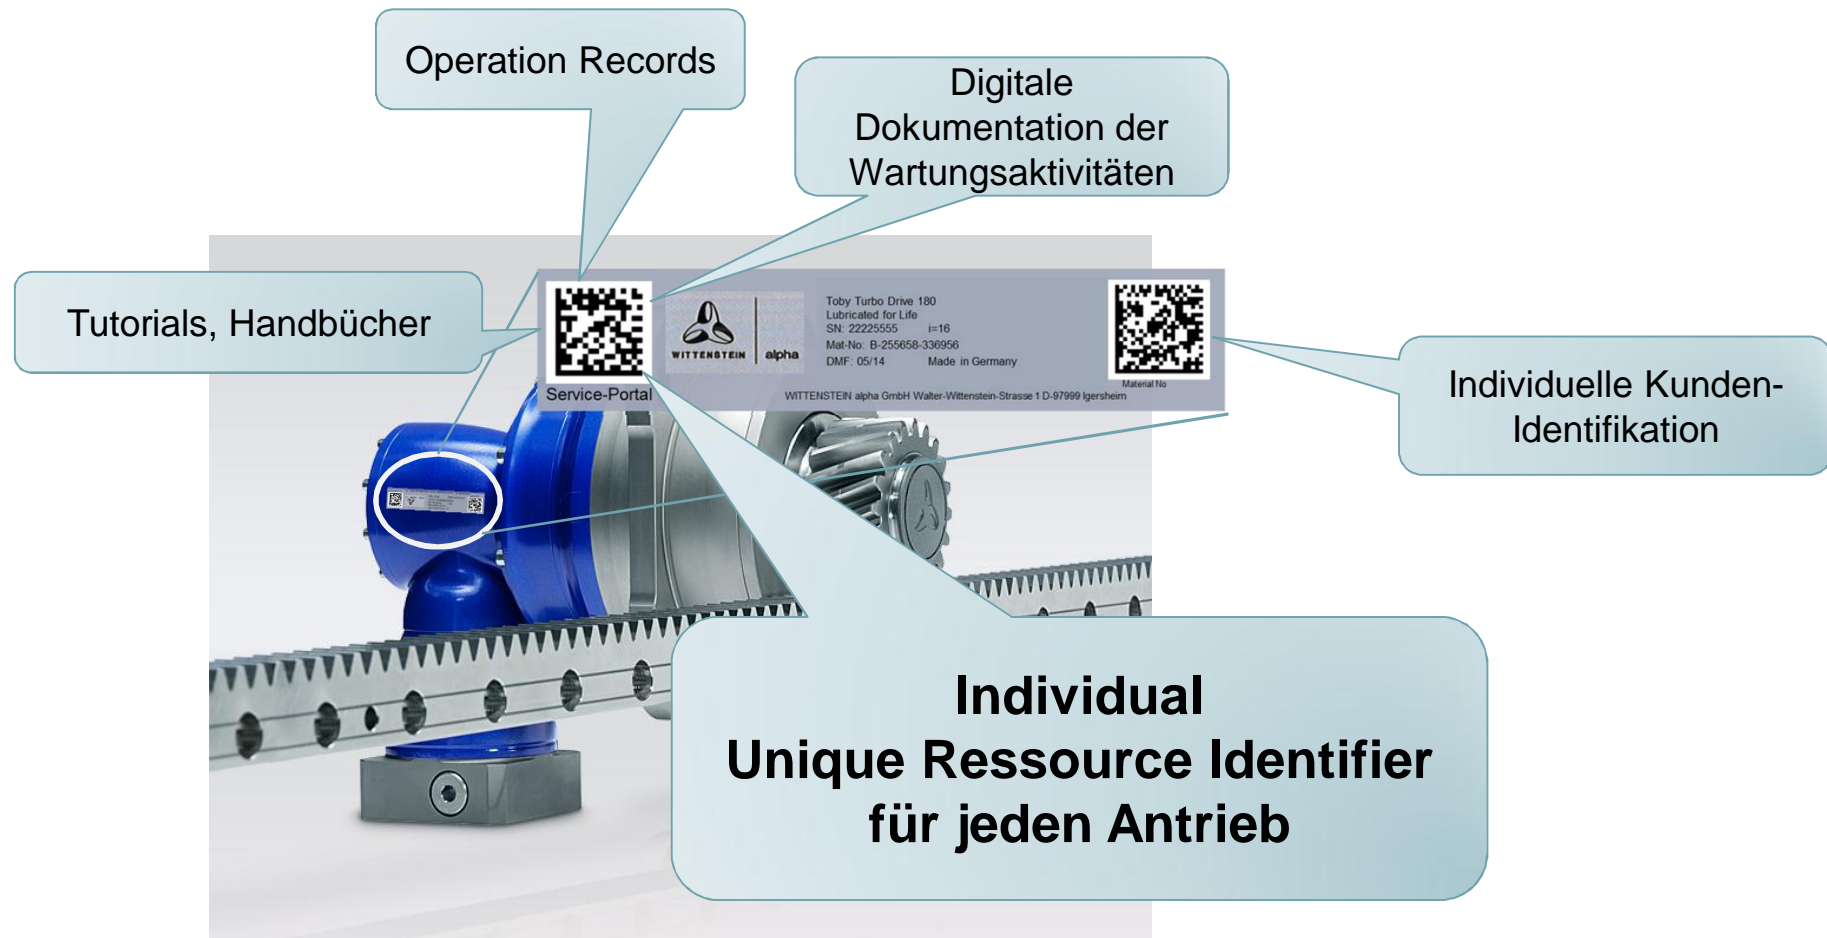 Operation Records
Digitale
Dokumentation der
Wartungsaktivitäten
Tutorials, Handbücher
Toby Turbo Drive 180
Lubricated for Life
SN: 22225555 i=16
Mat-No: B-255658-336956
DMF: 05/14 Made in Germany
WITTENSTEIN alpha
Service-Portal
Material No
WITTENSTEIN alpha GmbH Walter-Wittenstein-Strasse 1 D-97999 Igersheim
Individuelle Kunden-
Identifikation
Individual
Unique Ressource Identifier
für jeden Antrieb